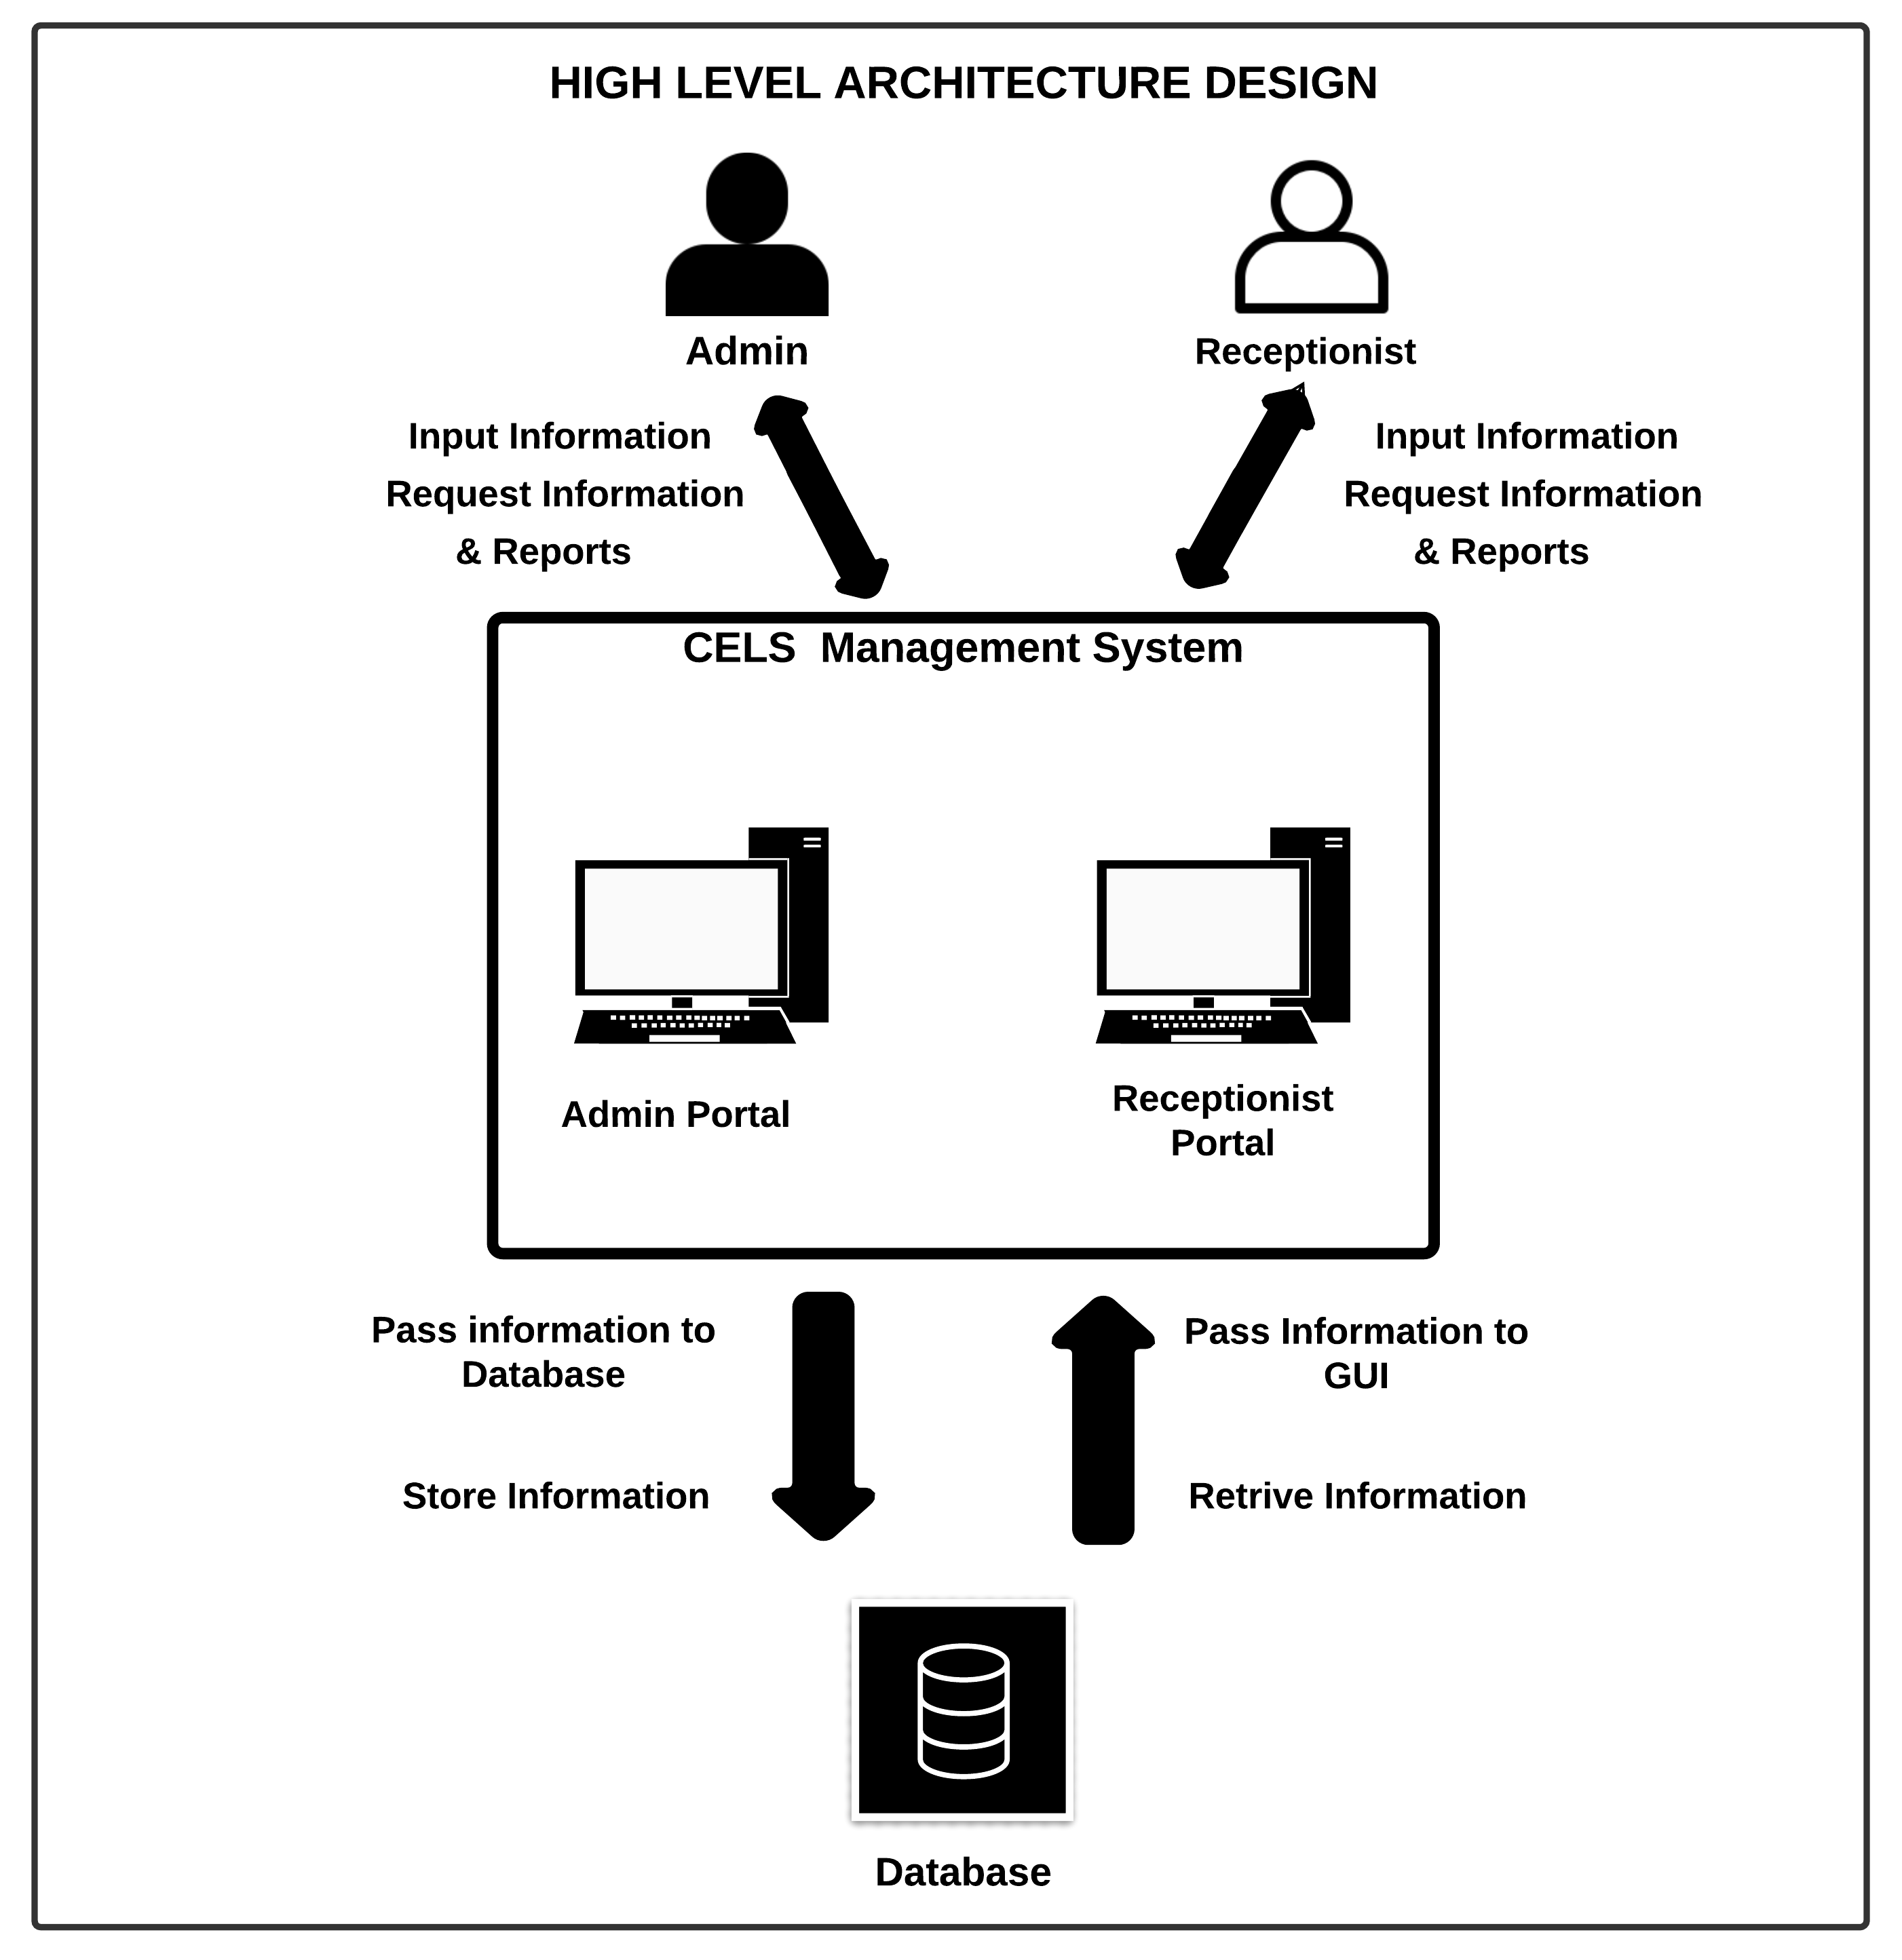 HIGH LEVEL ARCHITECTURE DESIGN
Admin
Receptionist
Input Information
Request Information
& Reports
Input Information
Request Information
& Reports
CELS  Management System
Admin Portal
Receptionist
Portal
Pass information to
Database
Store Information
Pass Information to
GUI
Retrive Information
Database